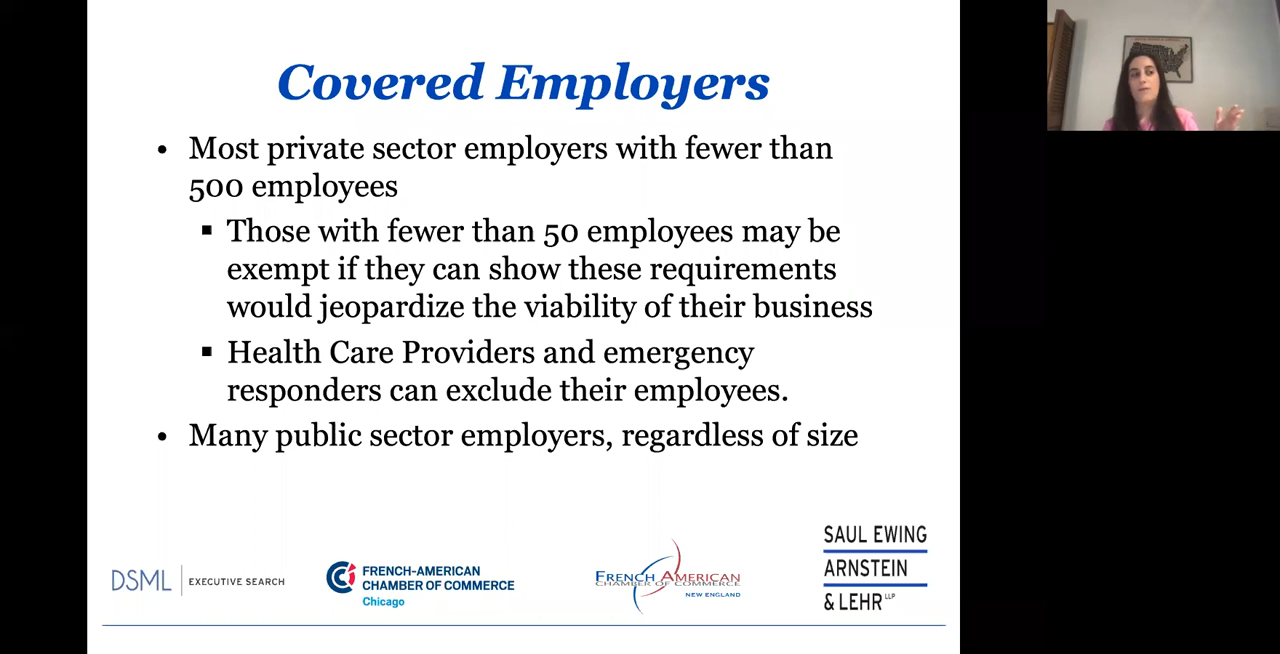 Covered Employers
• Most private sector employers with fewer than
500 employees
▪ Those with fewer than 50 employees may be
exempt if they can show these requirements
would jeopardize the viability of their business
▪ Health Care Providers and emergency
responders can exclude their employees.
• Many public sector employers, regardless of size
DSML EXECUTIVE SEARCH
FRENCH-AMERICAN
CHAMBER OF COMMERCE
Chicago
FRENCH AMERICAN
CHAMBER OF COMMERCE
NEW ENGLAND
SAUL EWING
ARNSTEIN
& LEHR LLP